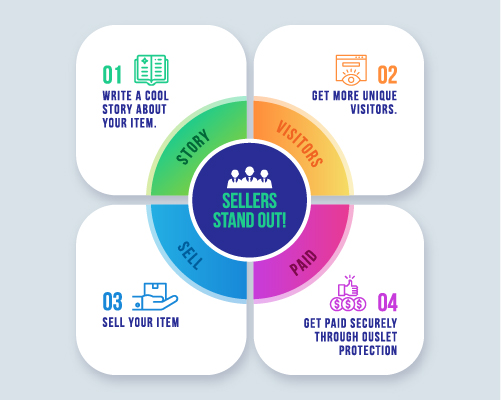 01
WRITE A COOL
STORY ABOUT
YOUR ITEM.
02
GET MORE UNIQUE
VISITORS.
STORY
VISITORS
SELLERS
STAND OUT!
SELL
PAID
03
SELL YOUR ITEM
04
GET PAID SECURELY
THROUGH OUSLET
PROTECTION